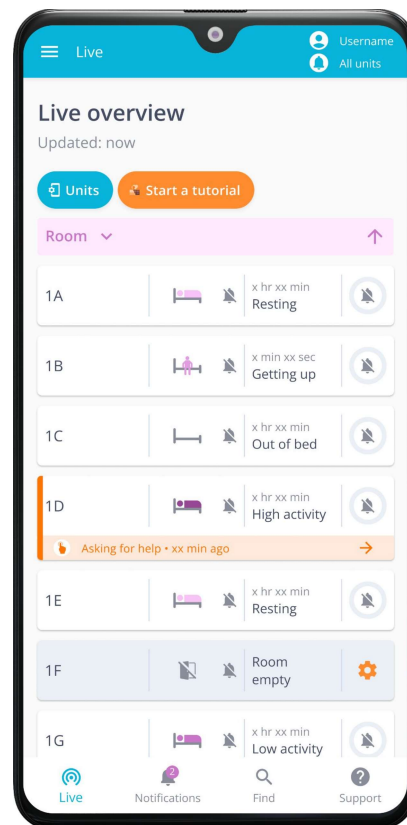 Live
Username
All units
Live overview
Updated: now
Units
Start a tutorial
Room
1A
x hr xx min
Resting
1B
x min xx sec
Getting up
1C
x hr xx min
Out of bed
1D
x hr xx min
High activity
Asking for help • xx min ago
1E
x hr xx min
Resting
1F
Room
empty
1G
x hr xx min
Low activity
2
Live
Notifications
Find
Support